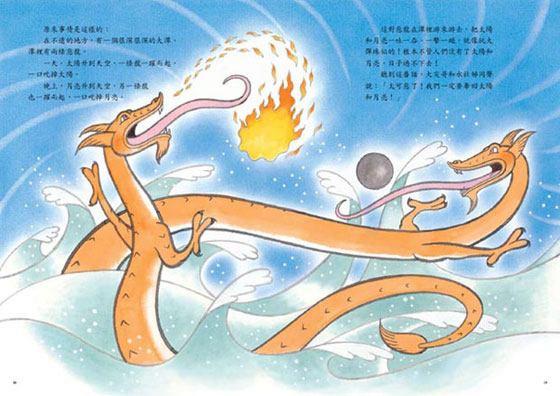 原來事情是這樣的：
在不遠的地方，有一個很深很深的大潭，
潭裡有兩條惡龍。
一天，太陽升到天空，一條龍一躍而起，
一口吃掉太陽。
晚上，月亮升到天空，另一條龍
也一躍而起，一口吃掉月亮。
這對惡龍在潭裡游來游去，把太陽
和月亮一吐一吞，一擊一碰，就像玩大
彈珠似的！根本不管人們沒有了太陽和
月亮，日子過不下去！
聽到這番話，大尖哥和水社姊同聲
說：「太可惡了！我們一定要奪回太陽
和月亮！」